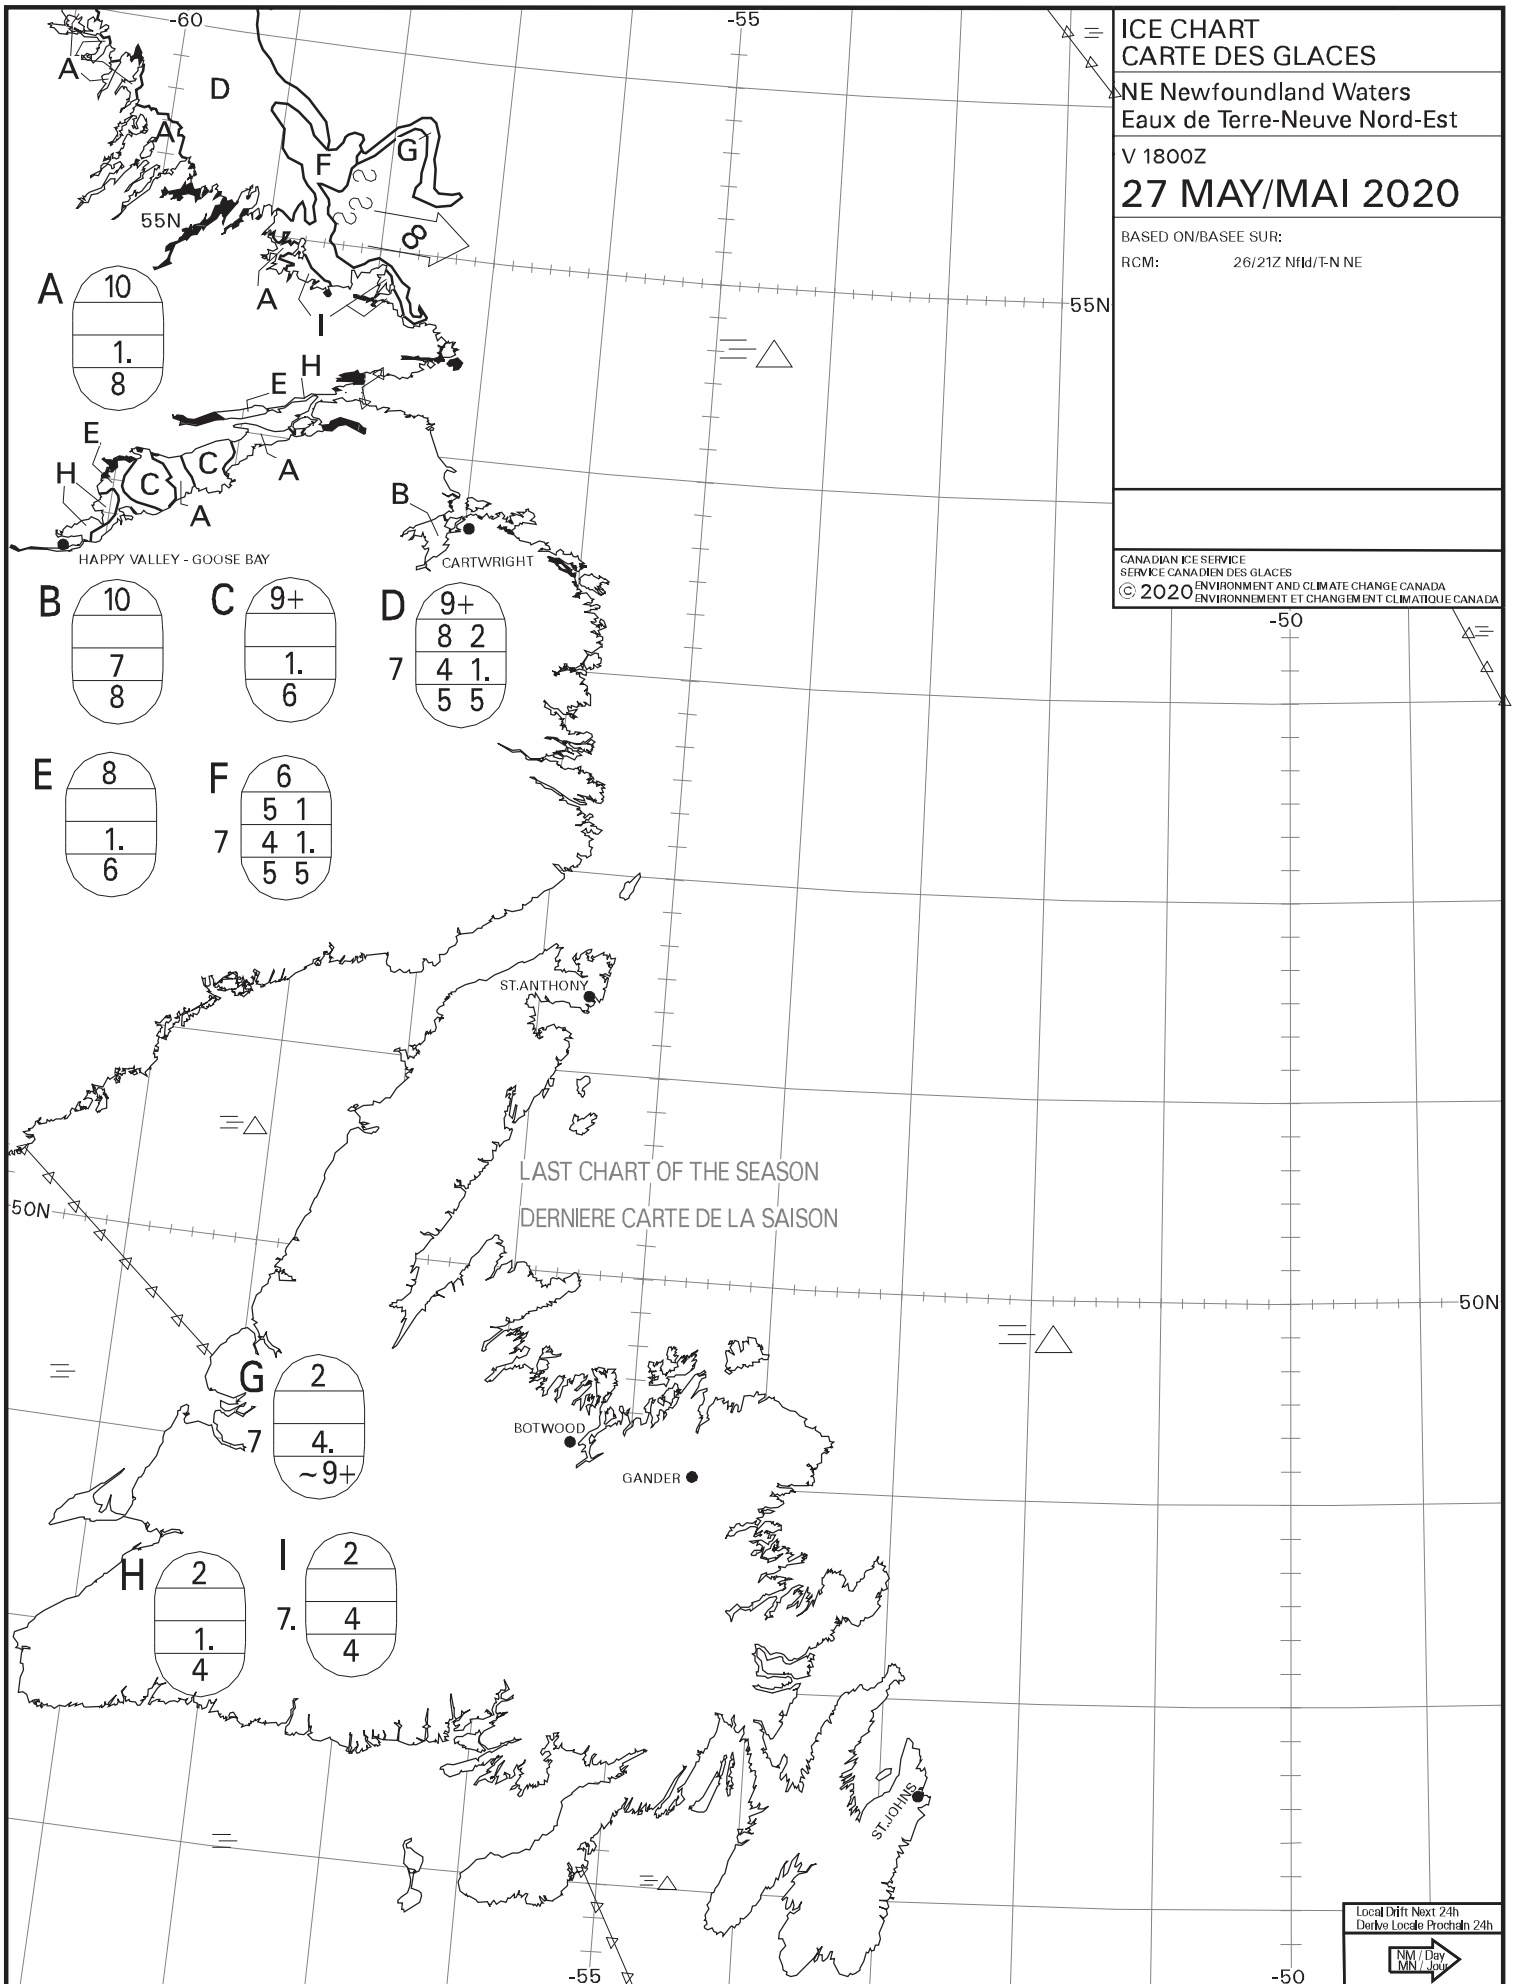 -60
-55
ICE CHART
CARTE DES GLACES
NE Newfoundland Waters
Eaux de Terre-Neuve Nord-Est
V 1800Z
27 MAY/MAI 2020
BASED ON/BASEE SUR:
RCM: 26/21Z Nfld/T-N NE
CANADIAN ICE SERVICE
SERVICE CANADIEN DES GLACES
© 2020 ENVIRONMENT AND CLIMATE CHANGE CANADA
ENVIRONNEMENT ET CHANGEMENT CLIMATIQUE CANADA
A
D
A
F
G
55N
8
A
I
55N
A
10
1.
8
H
E
E
H
C
C
A
A
B
HAPPY VALLEY - GOOSE BAY
CARTWRIGHT
B
10
7
8
C
9+
1.
6
D
9+
8 2
7 4 1.
5 5
-50
E
8
1.
6
F
6
5 1
7 4 1.
5 5
ST.ANTHONY
LAST CHART OF THE SEASON
DERNIERE CARTE DE LA SAISON
50N
50N
G
2
7 4.
~9+
BOTWOOD
GANDER
H
2
1.
4
I
2
7. 4
4
ST.JOHNS
Local Drift Next 24h
Derive Locale Prochain 24h
NM / Day
MN / Jour
-55
-50